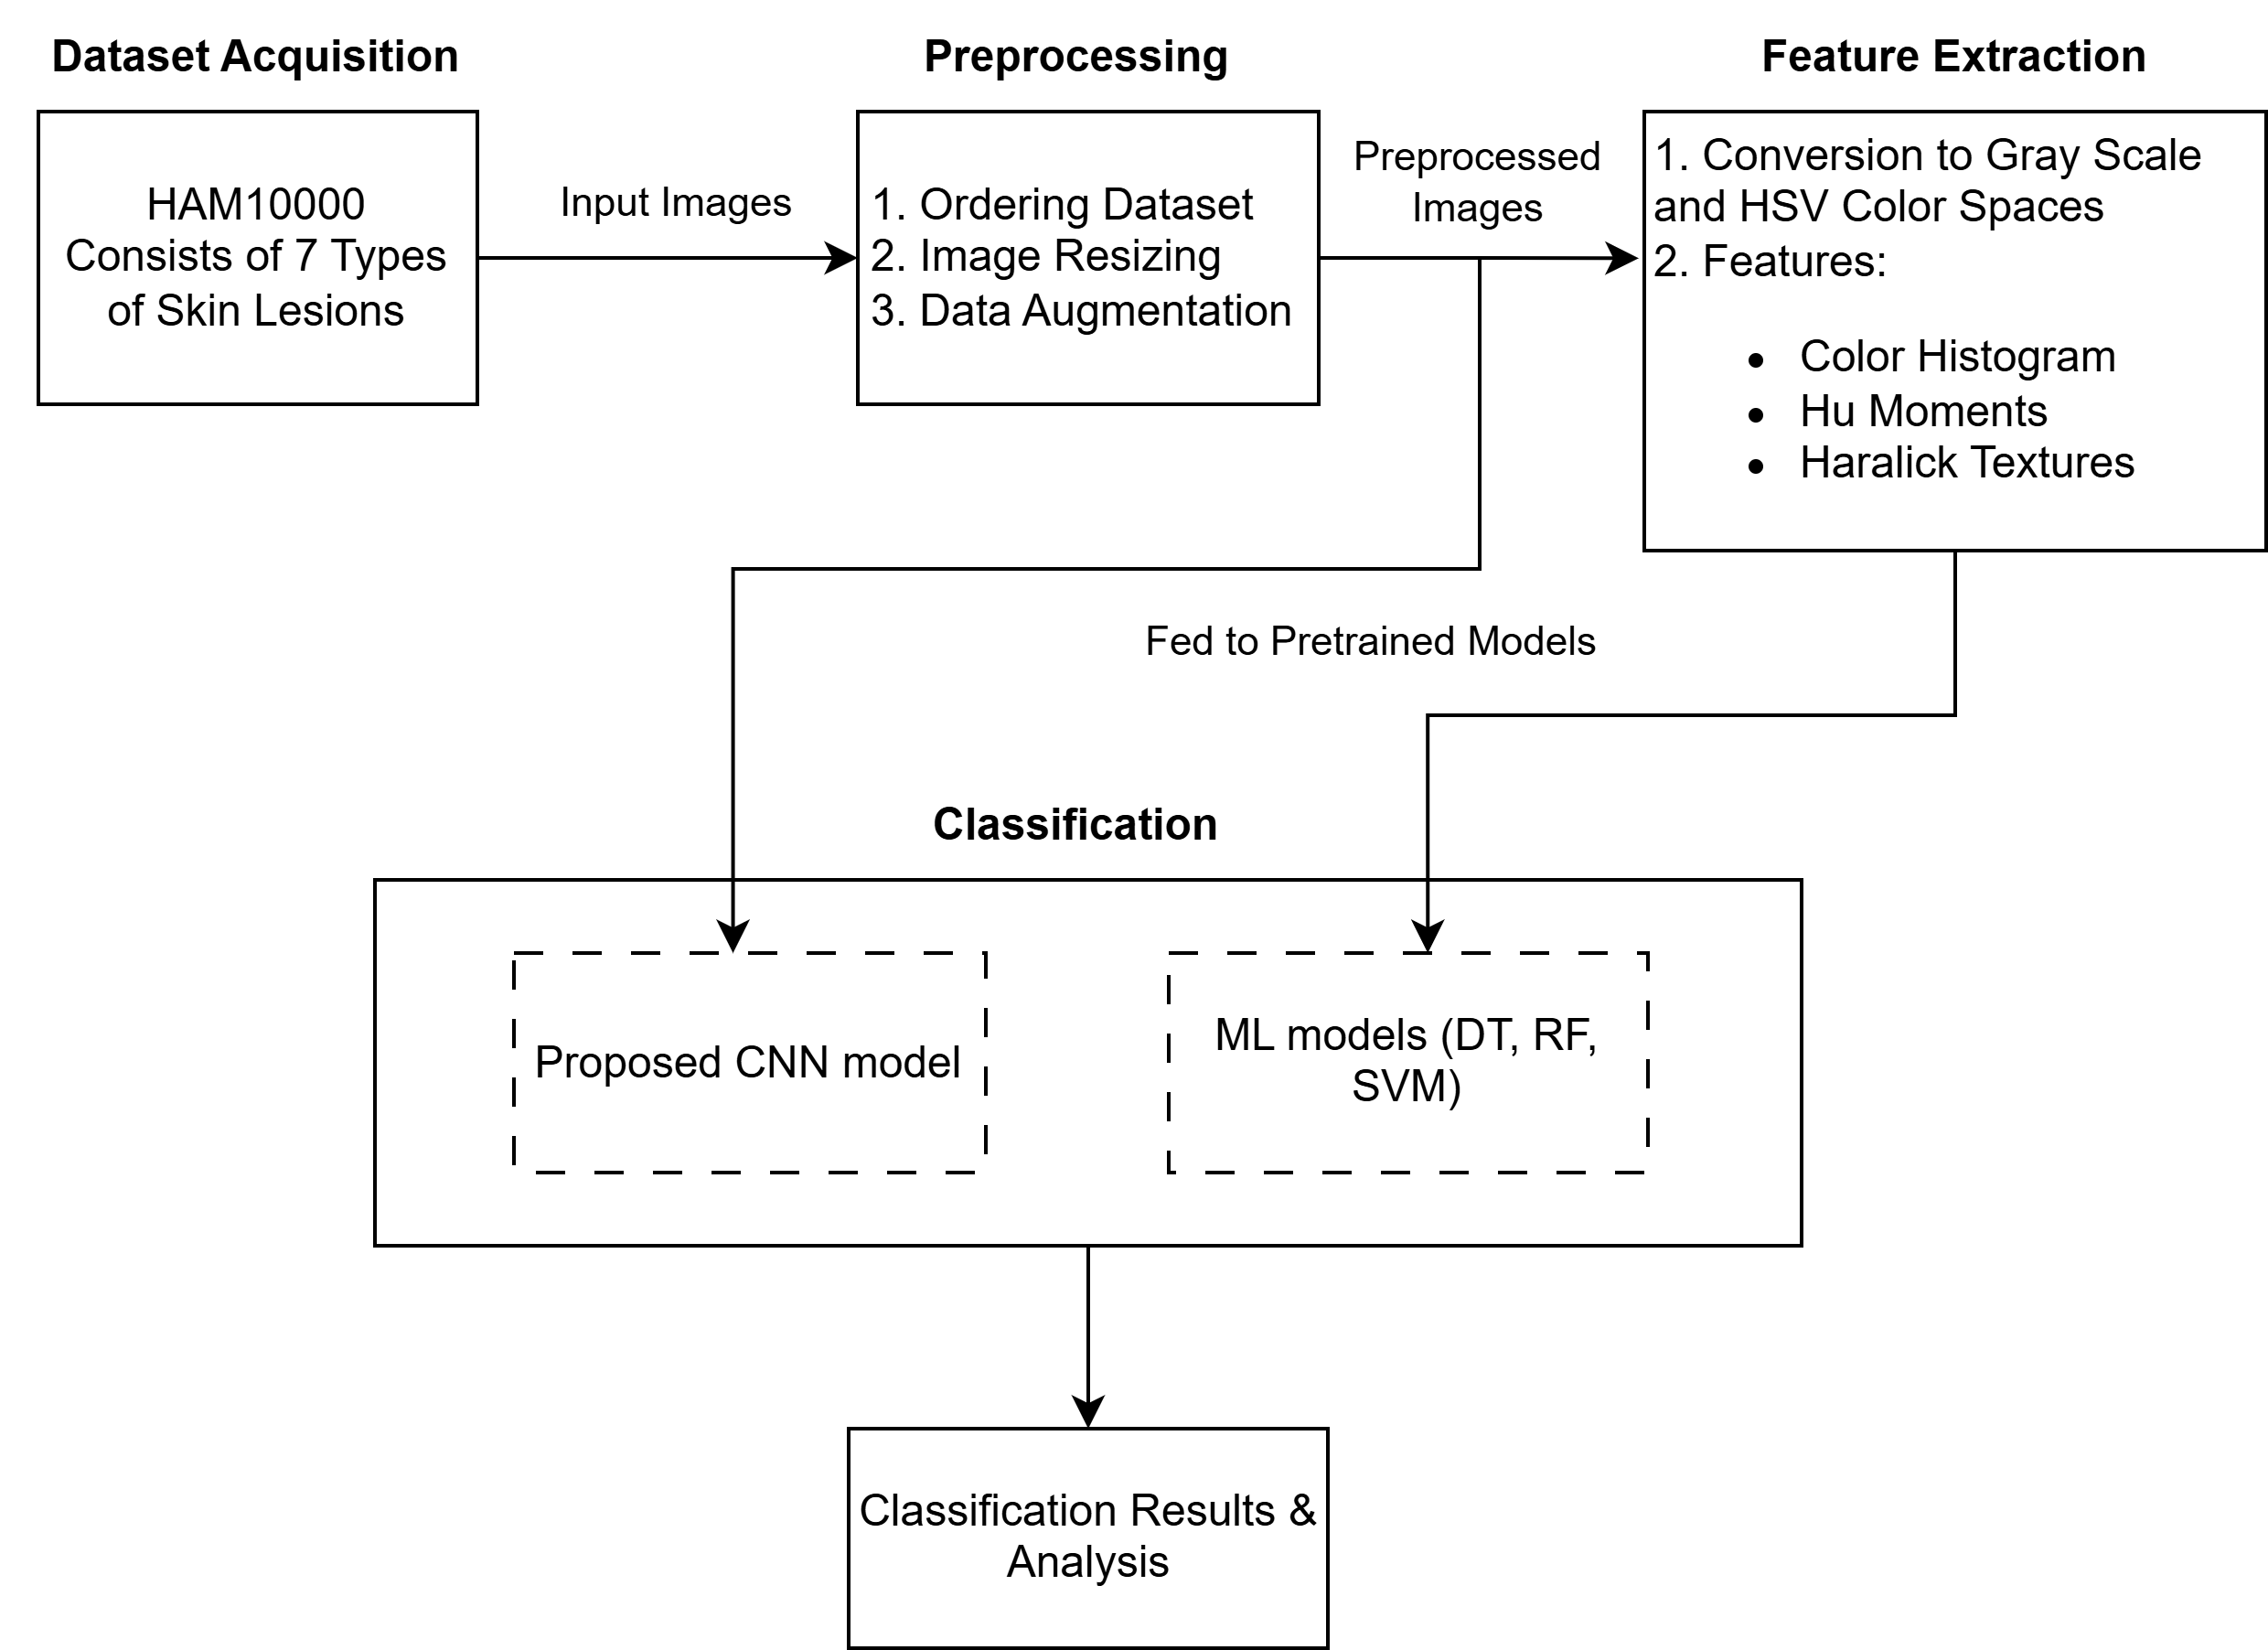 Dataset Acquisition
HAM10000
Consists of 7 Types
of Skin Lesions
Input Images
Preprocessing
1. Ordering Dataset
2. Image Resizing
3. Data Augmentation
Preprocessed
Images
Feature Extraction
1. Conversion to Gray Scale
and HSV Color Spaces
2. Features:
• Color Histogram
• Hu Moments
• Haralick Textures
Fed to Pretrained Models
Classification
Proposed CNN model
ML models (DT, RF,
SVM)
Classification Results &
Analysis